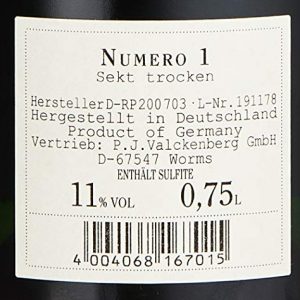 NUMERO 1
Sekt trocken
Hersteller D-RP200703 · L-Nr.191178
Hergestellt in Deutschland
Product of Germany
Vertrieb: P.J.Valckenberg GmbH
D-67547 Worms
ENTHÄLT SULFITE
11% VOL 0,75L
4 004068 167015